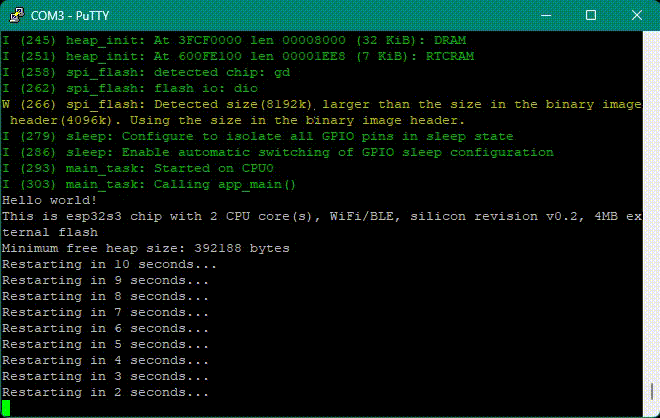 COM3 - PuTTY
I (245) heap_init: At 3FCF0000 len 00008000 (32 KiB): DRAM
I (251) heap_init: At 600FE100 len 00001EE8 (7 KiB): RTCRAM
I (258) spi_flash: detected chip: gd
I (262) spi_flash: flash io: dio
W (266) spi_flash: Detected size(8192k) larger than the size in the binary image
 header(4096k). Using the size in the binary image header.
I (279) sleep: Configure to isolate all GPIO pins in sleep state
I (286) sleep: Enable automatic switching of GPIO sleep configuration
I (293) main_task: Started on CPU0
I (303) main_task: Calling app_main()
Hello world!
This is esp32s3 chip with 2 CPU core(s), WiFi/BLE, silicon revision v0.2, 4MB ex
ternal flash
Minimum free heap size: 392188 bytes
Restarting in 10 seconds...
Restarting in 9 seconds...
Restarting in 8 seconds...
Restarting in 7 seconds...
Restarting in 6 seconds...
Restarting in 5 seconds...
Restarting in 4 seconds...
Restarting in 3 seconds...
Restarting in 2 seconds...